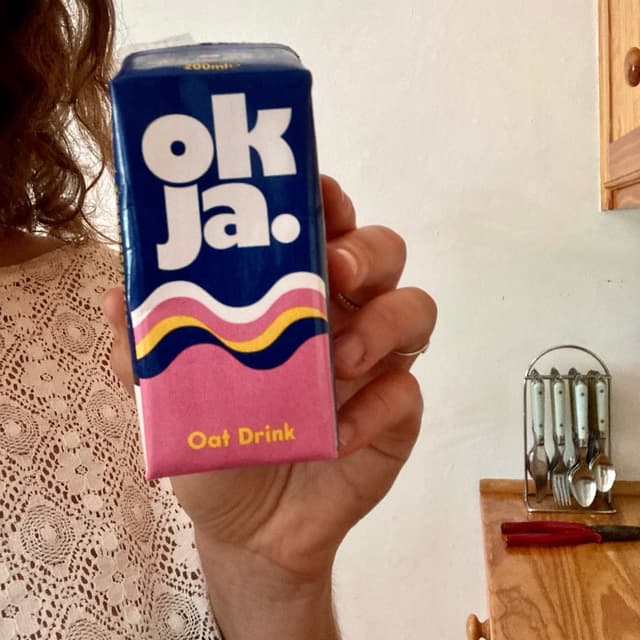 200ml℮
ok
ja.
Oat Drink